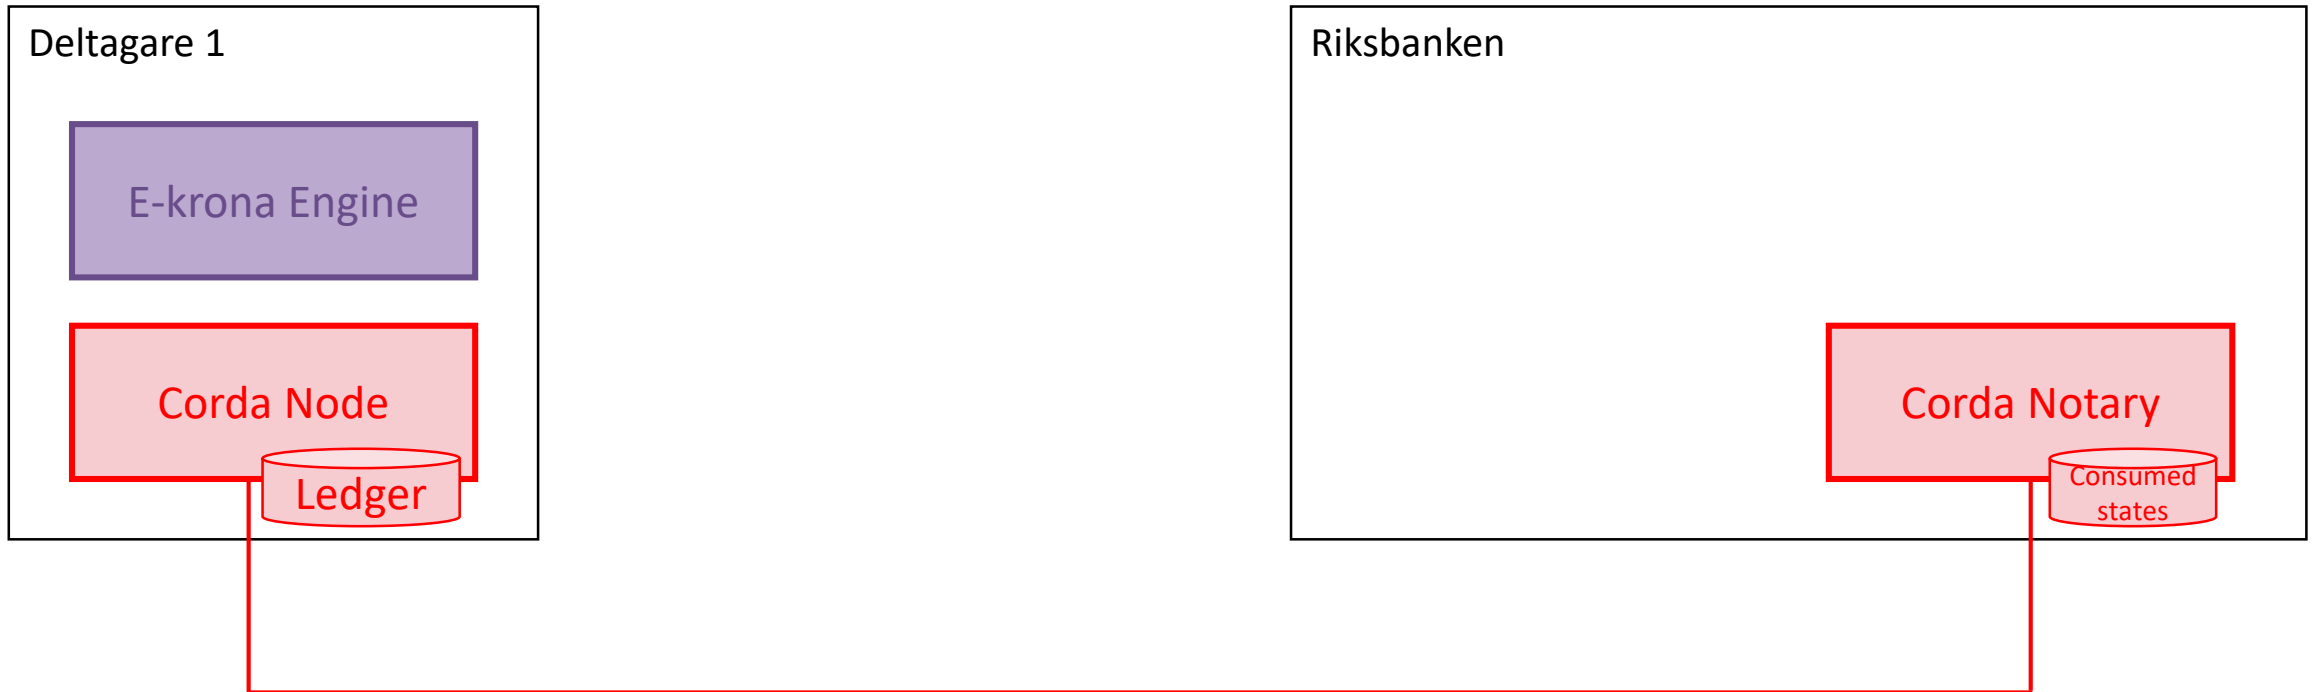 Deltagare 1
Riksbanken
E-krona Engine
Corda Node
Ledger
Corda Notary
Consumed
states